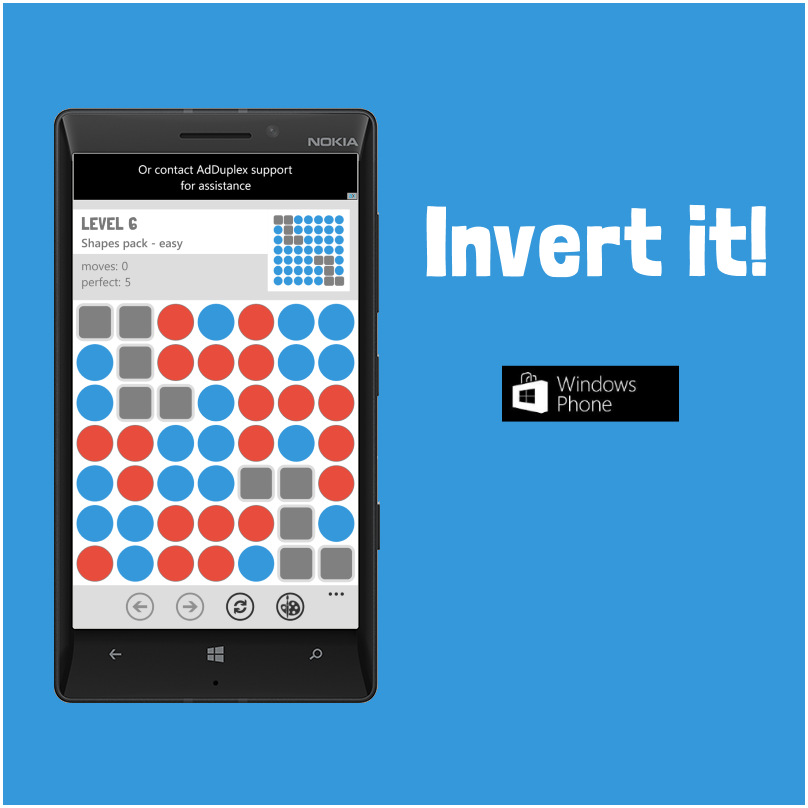 NOKIA
Or contact AdDuplex support
for assistance
LEVEL 6
Shapes pack - easy
moves: 0
perfect: 5
Invert it!
Windows
Phone